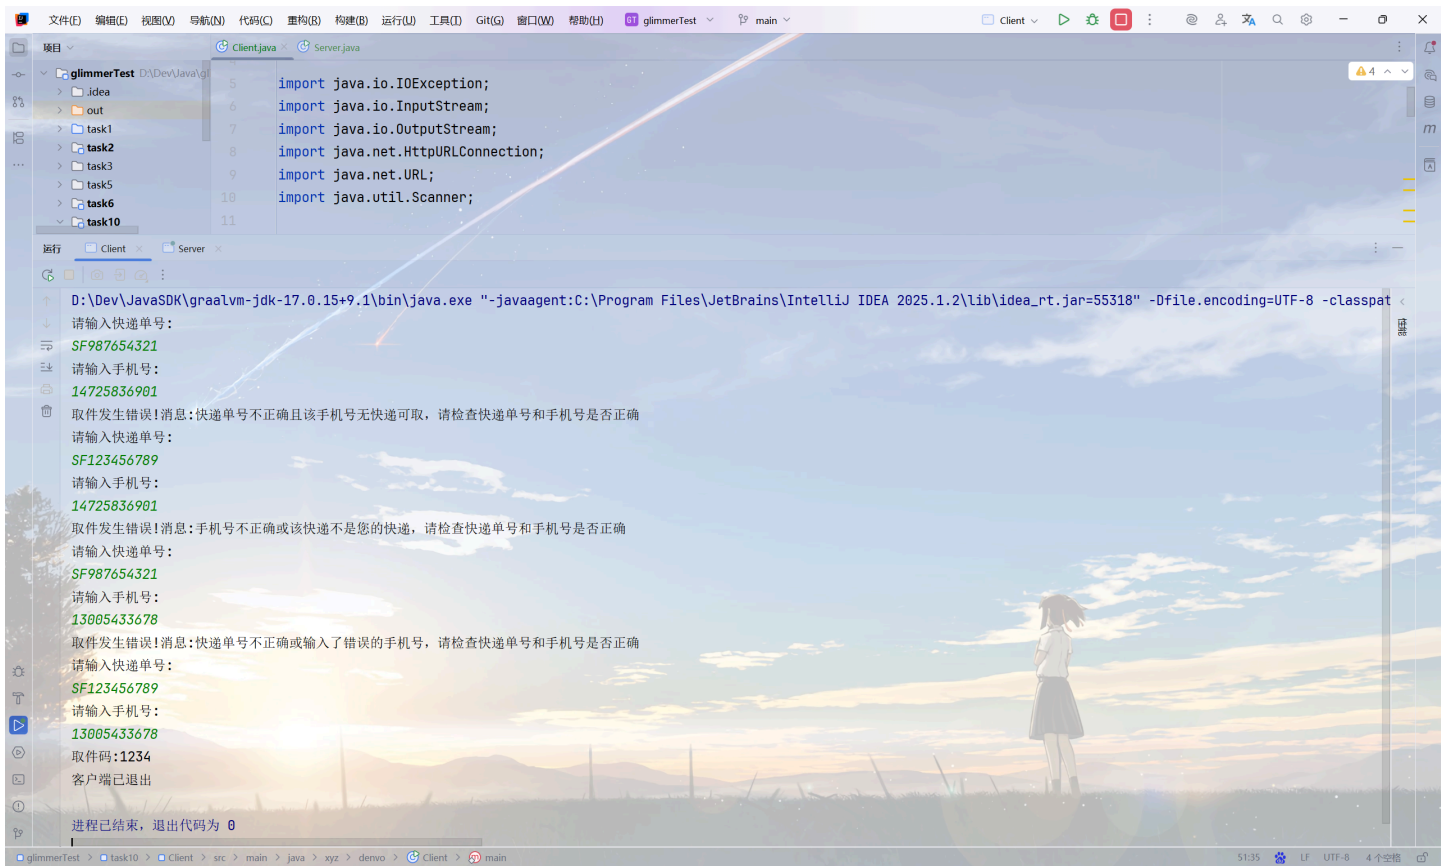 文件(F) 编辑(E) 视图(V) 导航(N) 代码(C) 重构(R) 构建(B) 运行(U) 工具(T) Git(G) 窗口(W) 帮助(H) GT glimmerTest main Client
项目
Client.java Server.java
glimmerTest D:\Dev\Java\gl
.idea
out
task1
task2
task3
task5
task6
task10
4
5 import java.io.IOException;
6 import java.io.InputStream;
7 import java.io.OutputStream;
8 import java.net.HttpURLConnection;
9 import java.net.URL;
10 import java.util.Scanner;
11
运行 Client Server
D:\Dev\JavaSDK\graalvm-jdk-17.0.15+9.1\bin\java.exe "-javaagent:C:\Program Files\JetBrains\IntelliJ IDEA 2025.1.2\lib\idea_rt.jar=55318" -Dfile.encoding=UTF-8 -classpat
请输入快递单号:
SF987654321
请输入手机号:
14725836901
取件发生错误!消息:快递单号不正确且该手机号无快递可取，请检查快递单号和手机号是否正确
请输入快递单号:
SF123456789
请输入手机号:
14725836901
取件发生错误!消息:手机号不正确或该快递不是您的快递，请检查快递单号和手机号是否正确
请输入快递单号:
SF987654321
请输入手机号:
13005433678
取件发生错误!消息:快递单号不正确或输入了错误的手机号，请检查快递单号和手机号是否正确
请输入快递单号:
SF123456789
请输入手机号:
13005433678
取件码:1234
客户端已退出
进程已结束，退出代码为 0
glimmerTest > task10 > Client > src > main > java > xyz > denvo > Client > main 51:35 LF UTF-8 4个空格